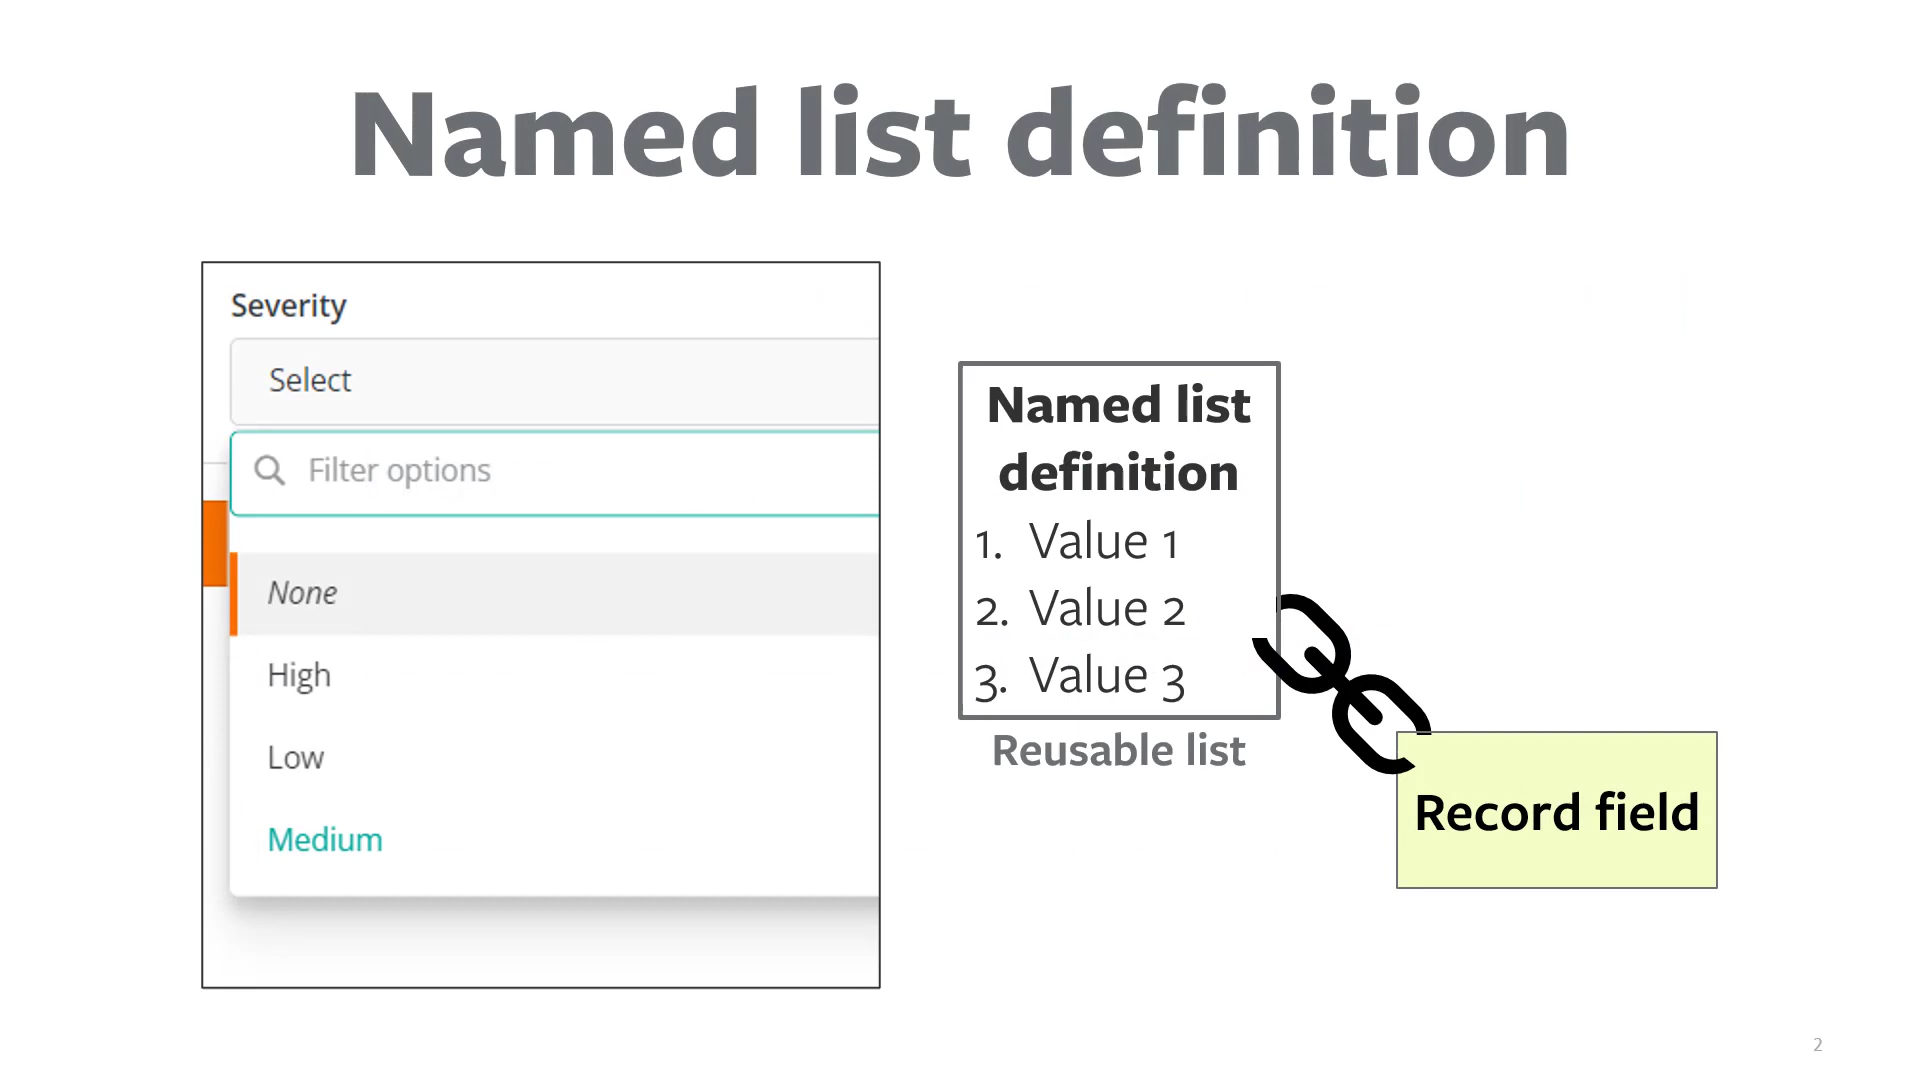 Named list definition
Severity
Select
Filter options
None
High
Low
Medium
Named list
definition
1. Value 1
2. Value 2
3. Value 3
Reusable list
Record field
2